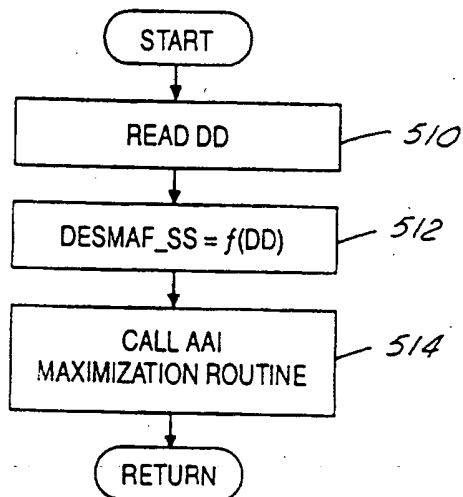 START
READ DD
510
DESMAF_SS = f(DD)
512
CALL AAI
MAXIMIZATION ROUTINE
514
RETURN